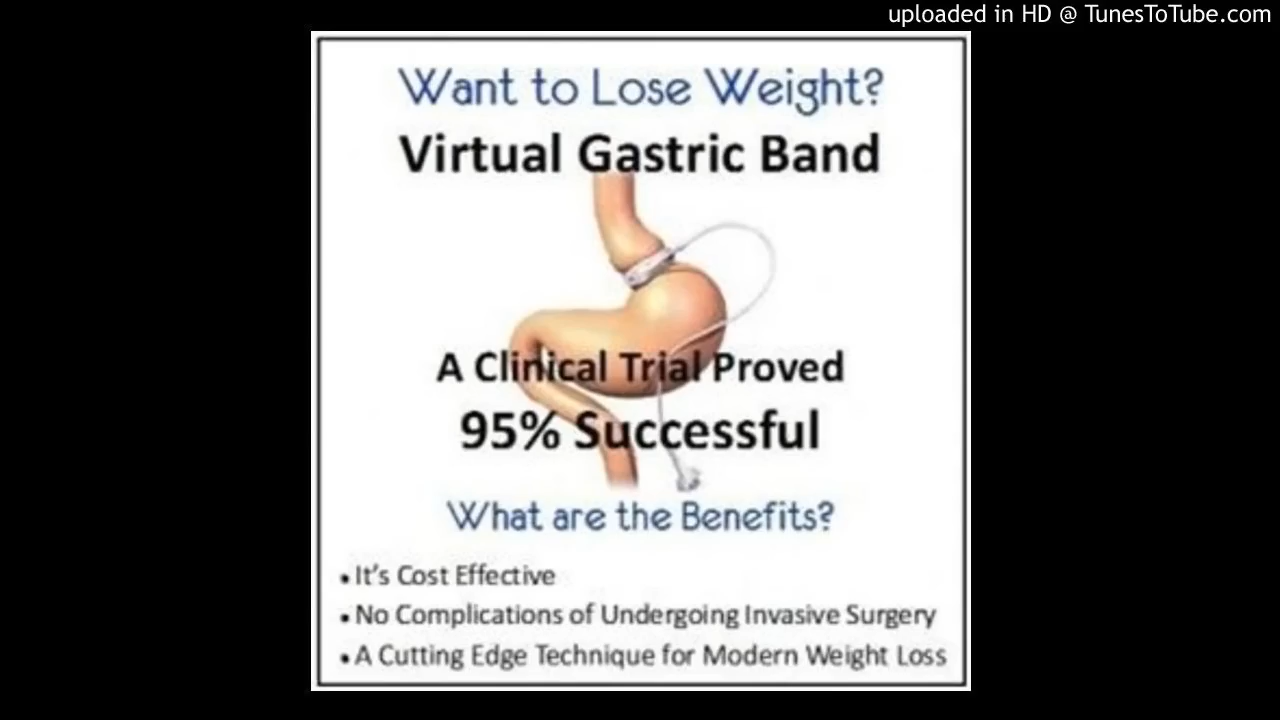 uploaded in HD @ TunesToTube.com
Want to Lose Weight?
Virtual Gastric Band
A Clinical Trial Proved
95% Successful
What are the Benefits?
• It's Cost Effective
• No Complications of Undergoing Invasive Surgery
• A Cutting Edge Technique for Modern Weight Loss